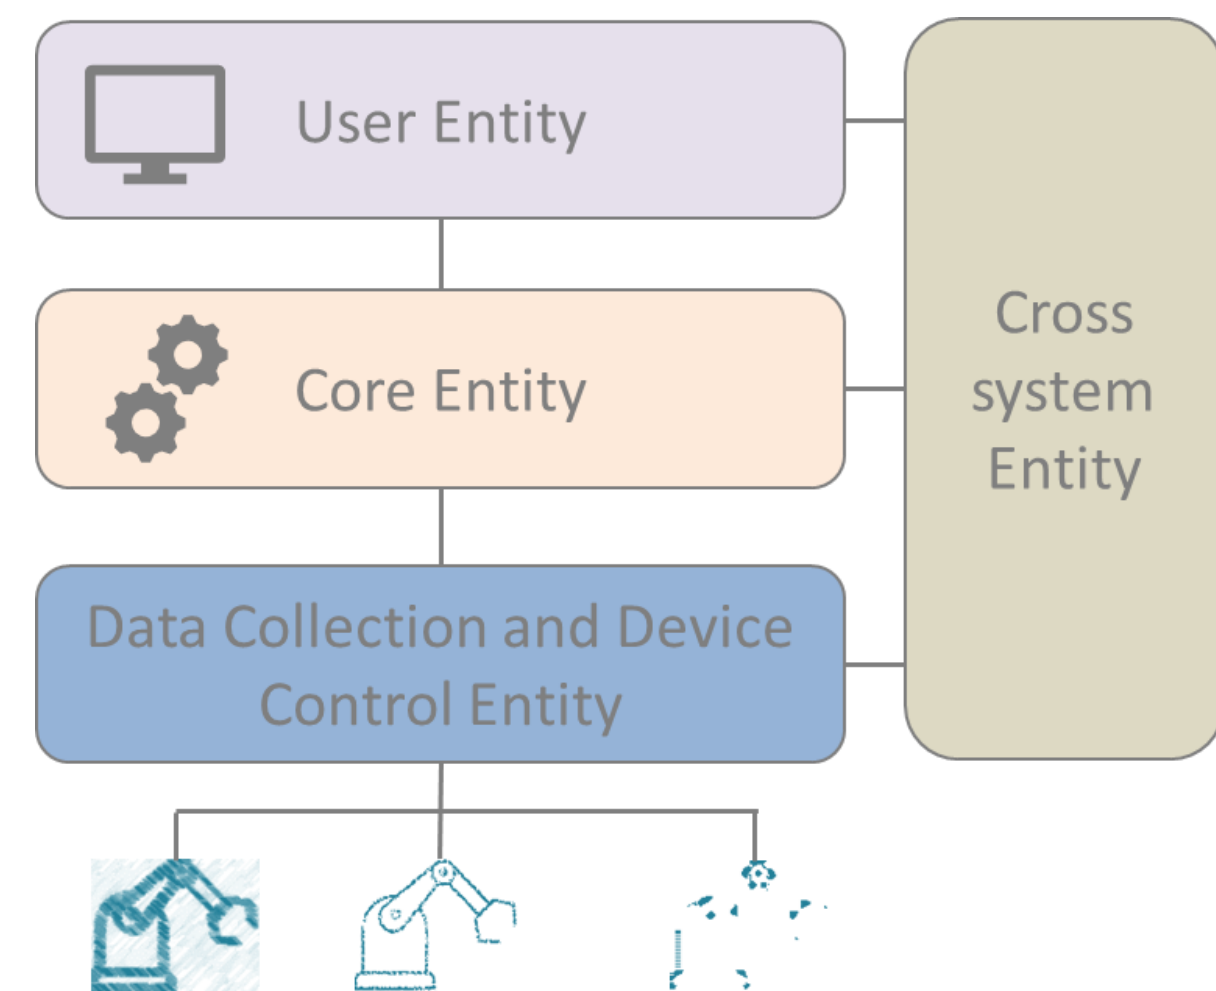 User Entity
Core Entity
Data Collection and Device
Control Entity
Cross
system
Entity